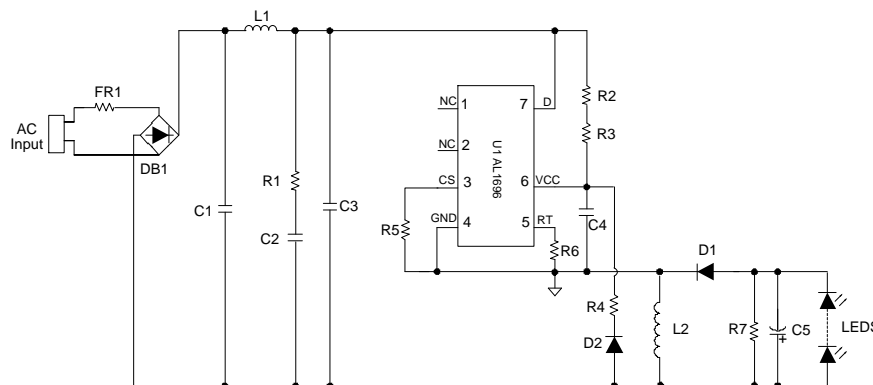 L1
FR1
AC
Input
DB1
C1
R1
C2
C3
NC 1
NC 2
CS 3
GND 4
U1 AL1696
7 D
6 VCC
5 RT
R2
R3
R5
R6
C4
R4
D2
L2
D1
R7
C5
+
LEDS